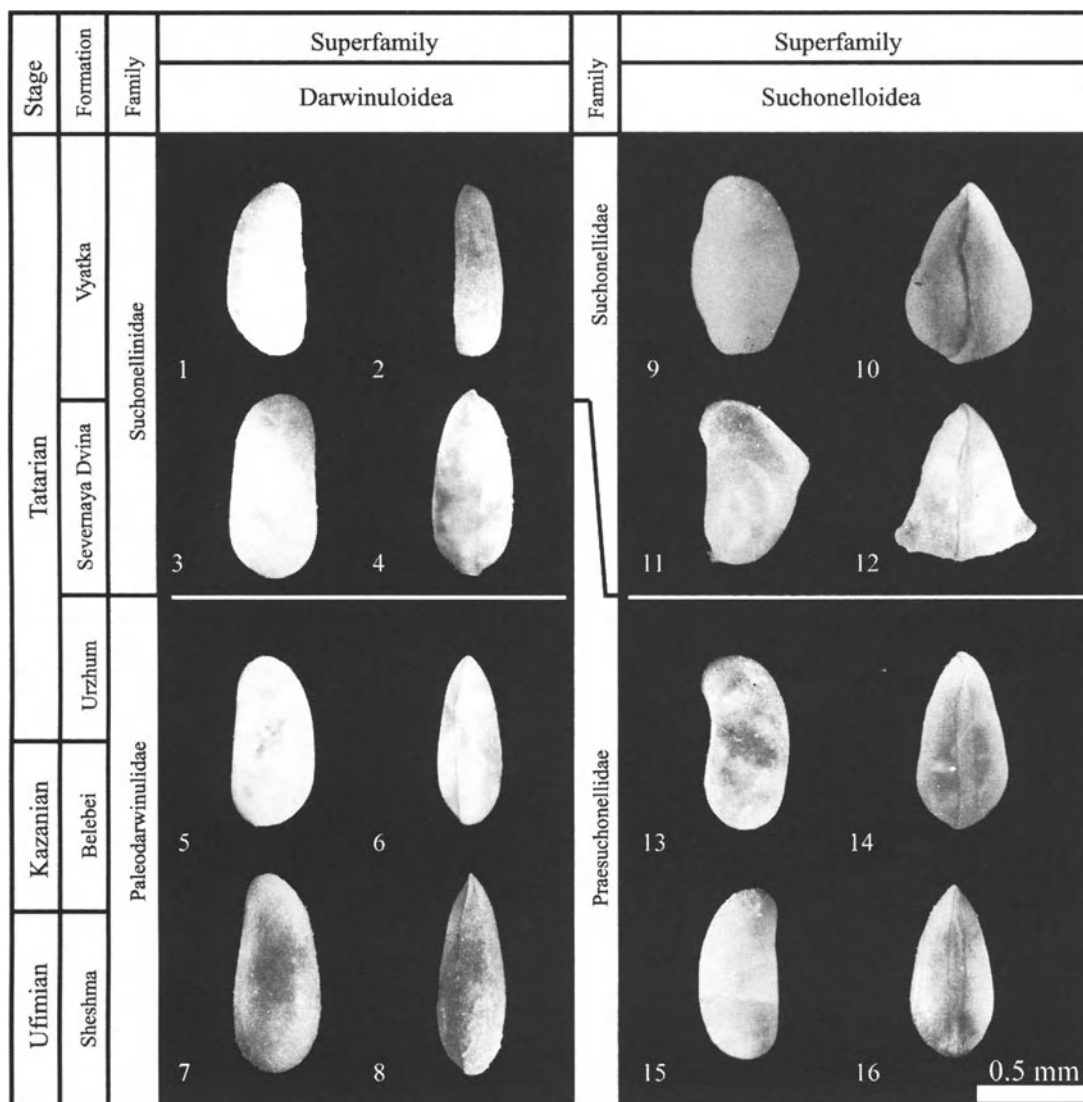 Stage
Formation
Family
Superfamily
Darwinuloidea
Family
Superfamily
Suchonelloidea
Tatarian
Kazanian
Ufimian
Vyatka
Severnaya Dvina
Urzhum
Belebei
Sheshma
Suchonellinidae
Paleodarwinulidae
1
2
3
4
5
6
7
8
Suchonellidae
Praesuchonellidae
9
10
11
12
13
14
15
16
0.5 mm